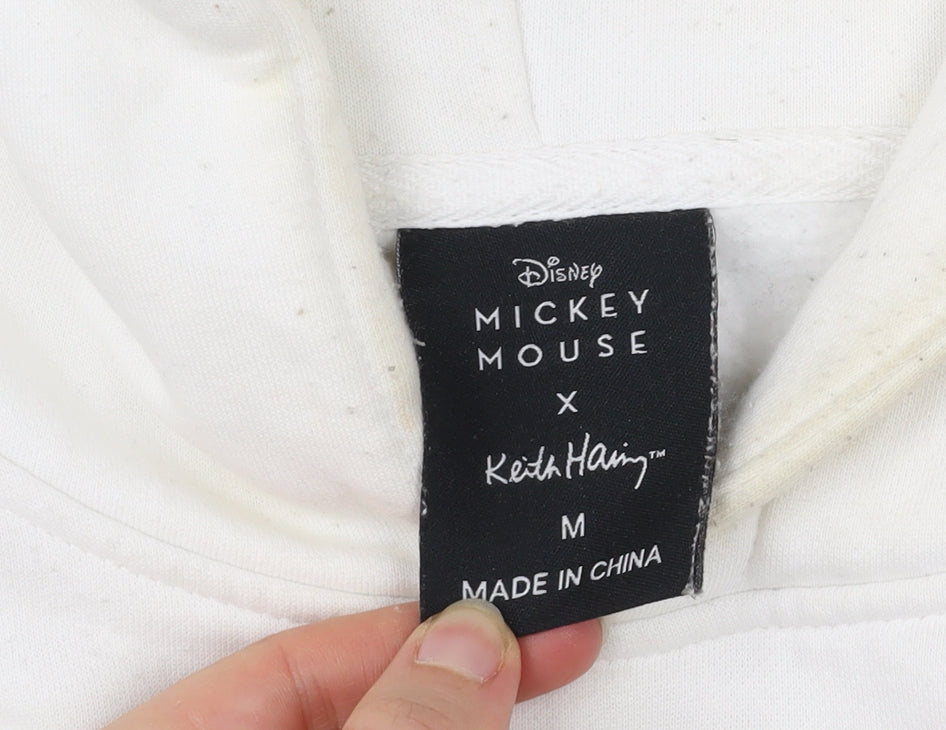 Disney
MICKEY
MOUSE
X
Keith Haring™
M
MADE IN CHINA